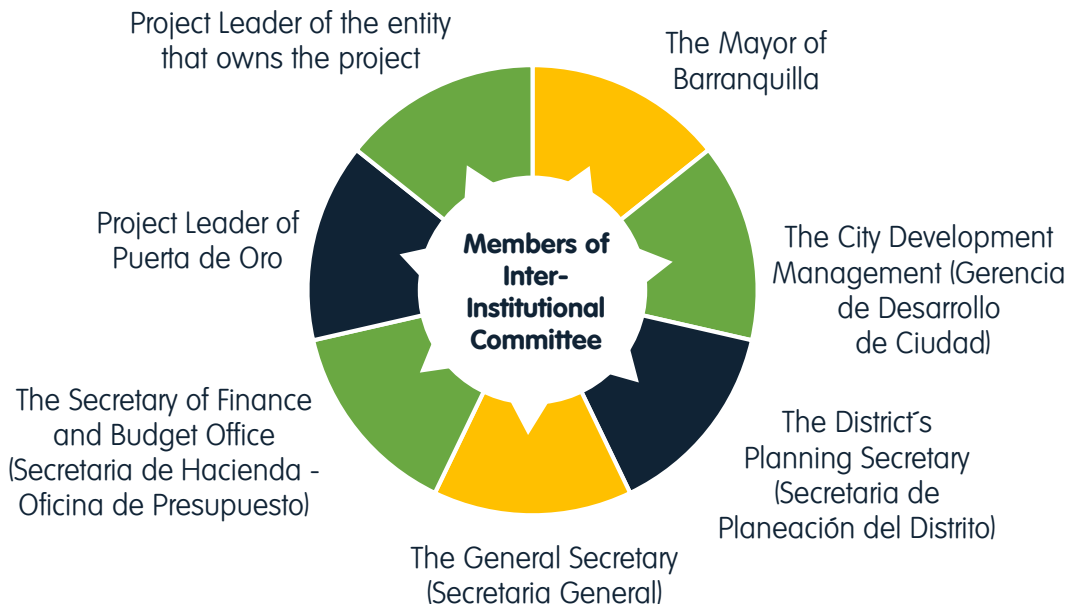 Project Leader of the entity
that owns the project
The Mayor of
Barranquilla
Project Leader of
Puerta de Oro
Members of
Inter-
Institutional
Committee
The City Development
Management (Gerencia
de Desarrollo
de Ciudad)
The Secretary of Finance
and Budget Office
(Secretaria de Hacienda -
Oficina de Presupuesto)
The District´s
Planning Secretary
(Secretaria de
Planeación del Distrito)
The General Secretary
(Secretaria General)